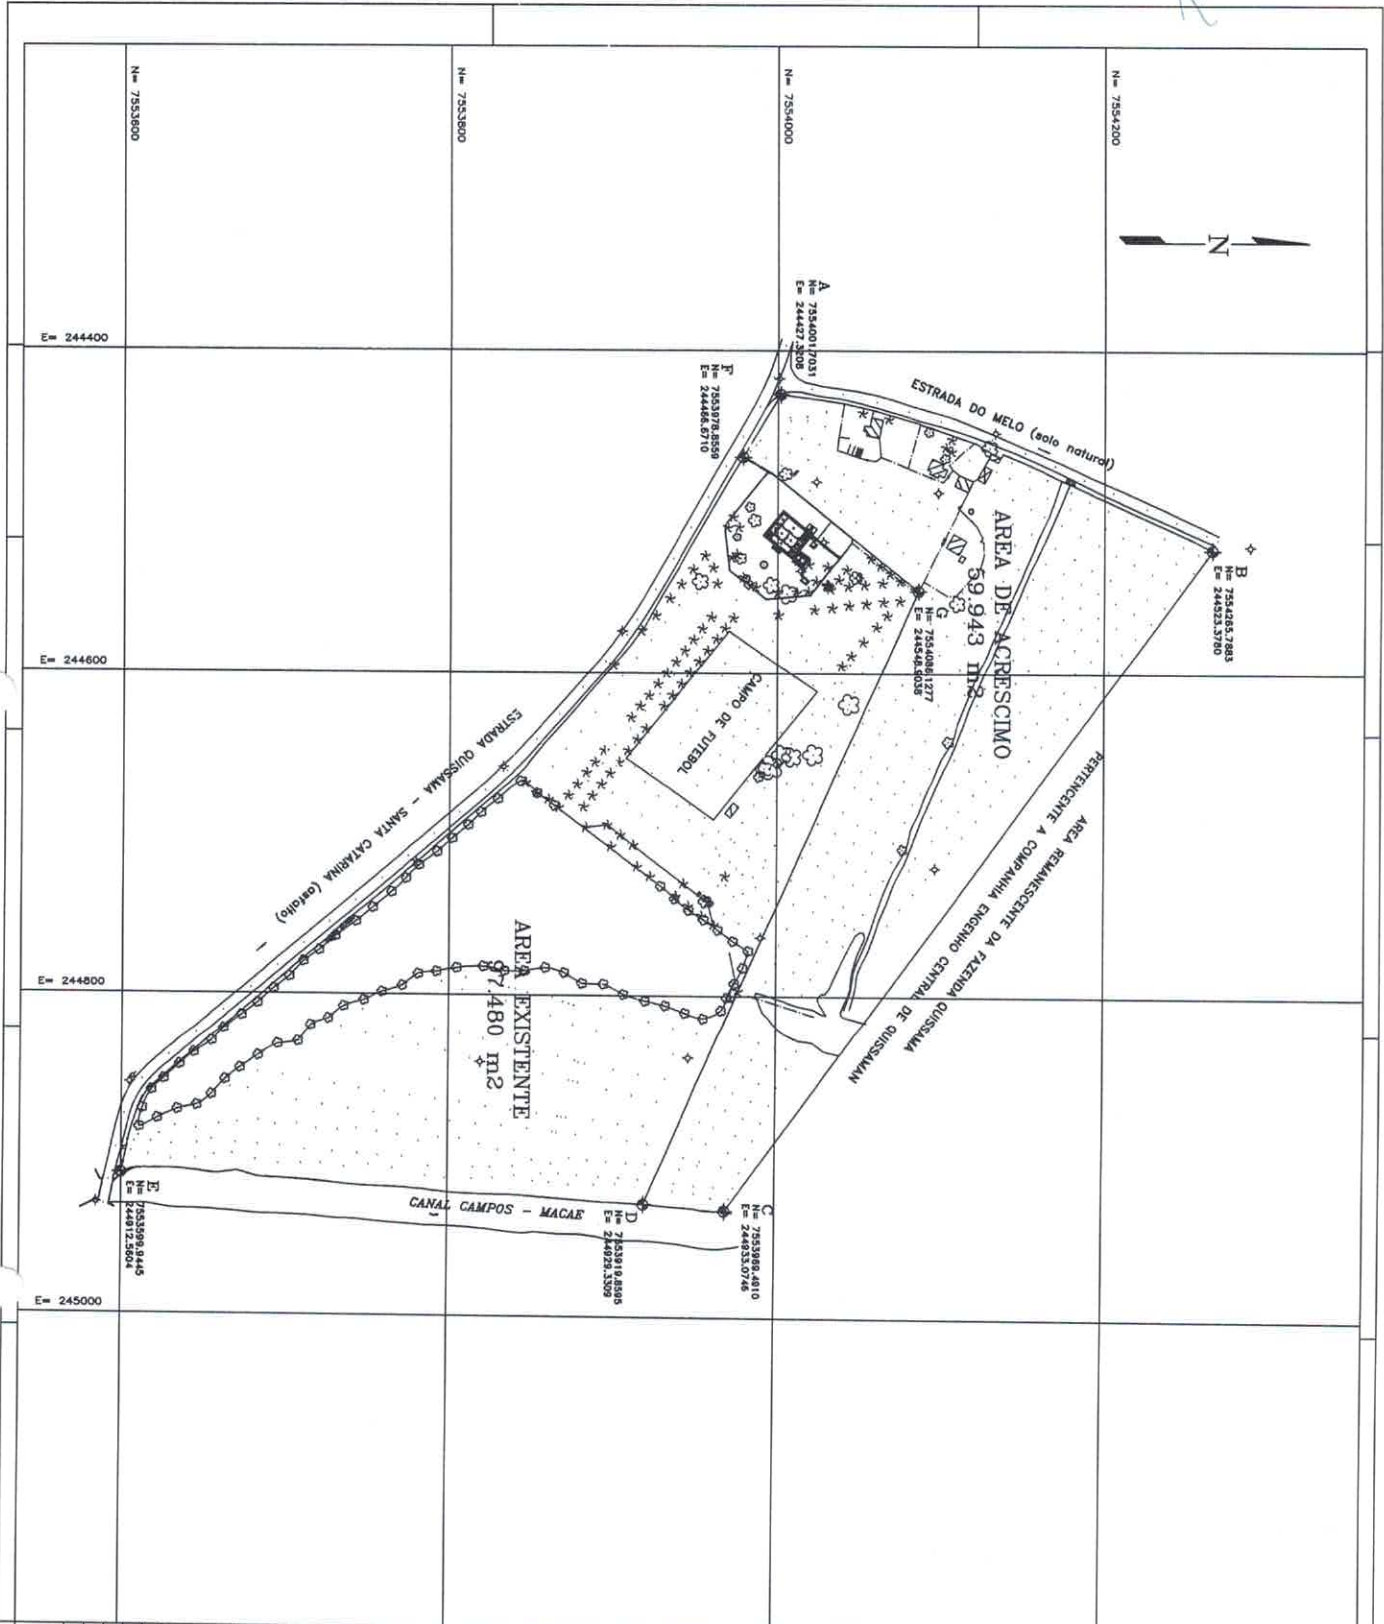 N= 7553600
N= 7553800
N= 7554000
N= 7554200
N
E= 244400
E= 244600
E= 244800
E= 245000
A
N= 7554001.7031
E= 244427.3208
B
N= 7554265.7883
E= 244523.3780
F
N= 7553978.8559
E= 244466.6710
G
N= 7554086.1277
E= 244548.9038
ESTRADA DO MELO (solo natural)
AREA DE ACRESCIMO
59.943 m2
CAMPO DE FUTEBOL
AREA REMANESCENTE DA FAZENDA QUISSAMA
PERTENCENTE A COMPANHIA ENGENHO CENTRAL DE QUISSAMAN
ESTRADA QUISSAMA - SANTA CATARINA (asfalto)
AREA EXISTENTE
97.480 m2
CANAL CAMPOS - MACAE
C
N= 7553969.4910
E= 244933.0746
D
N= 7553919.8595
E= 244929.3309
E
N= 7553599.9445
E= 244912.5604